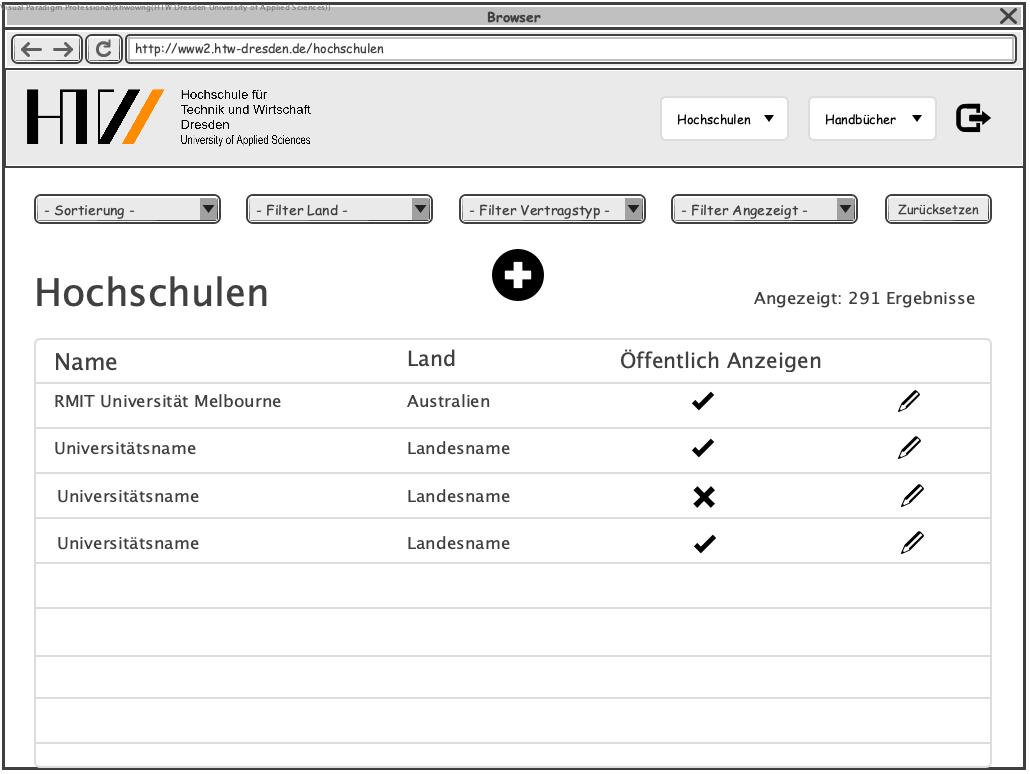 Visual Paradigm Professional(khwowng(HTW Dresden University of Applied Sciences))
Browser
http://www2.htw-dresden.de/hochschulen
HTW
Hochschule für
Technik und Wirtschaft
Dresden
University of Applied Sciences
Hochschulen
Handbücher
- Sortierung -
- Filter Land -
- Filter Vertragstyp -
- Filter Angezeigt -
Zurücksetzen
Hochschulen
Angezeigt: 291 Ergebnisse
Name Land Öffentlich Anzeigen
RMIT Universität Melbourne Australien
Universitätsname Landesname
Universitätsname Landesname
Universitätsname Landesname